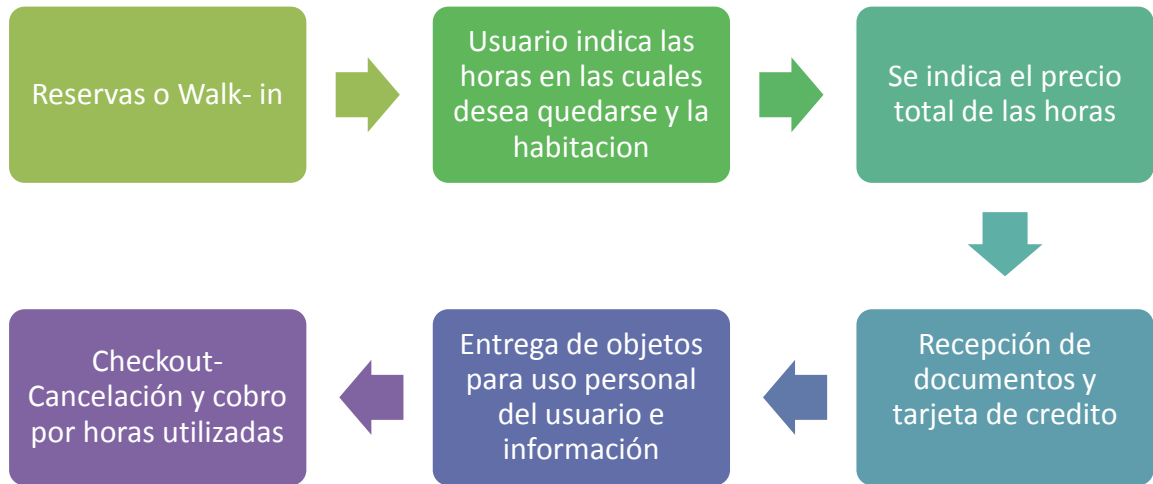 Reservas o Walk- in
Usuario indica las
horas en las cuales
desea quedarse y la
habitacion
Se indica el precio
total de las horas
Recepción de
documentos y
tarjeta de credito
Entrega de objetos
para uso personal
del usuario e
información
Checkout-
Cancelación y cobro
por horas utilizadas